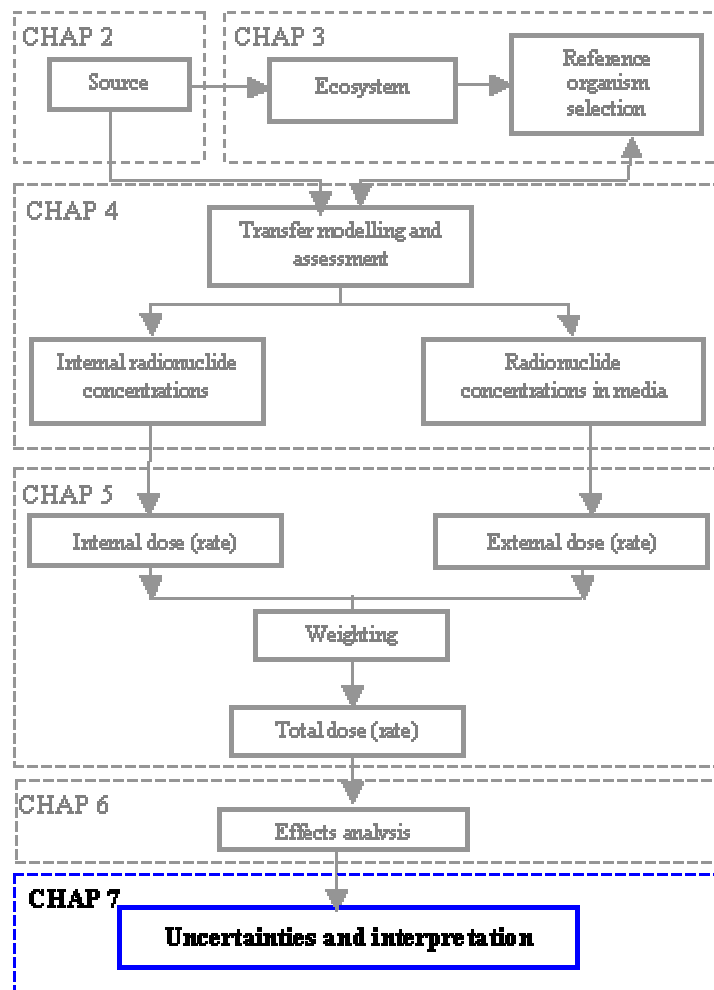 CHAP 2
CHAP 3
Source
Ecosystem
Reference
organism
selection
CHAP 4
Transfer modelling and
assessment
Internal radionuclide
concentrations
Radionuclide
concentrations in media
CHAP 5
Internal dose (rate)
External dose (rate)
Weighting
Total dose (rate)
CHAP 6
Effects analysis
CHAP 7
Uncertainties and interpretation